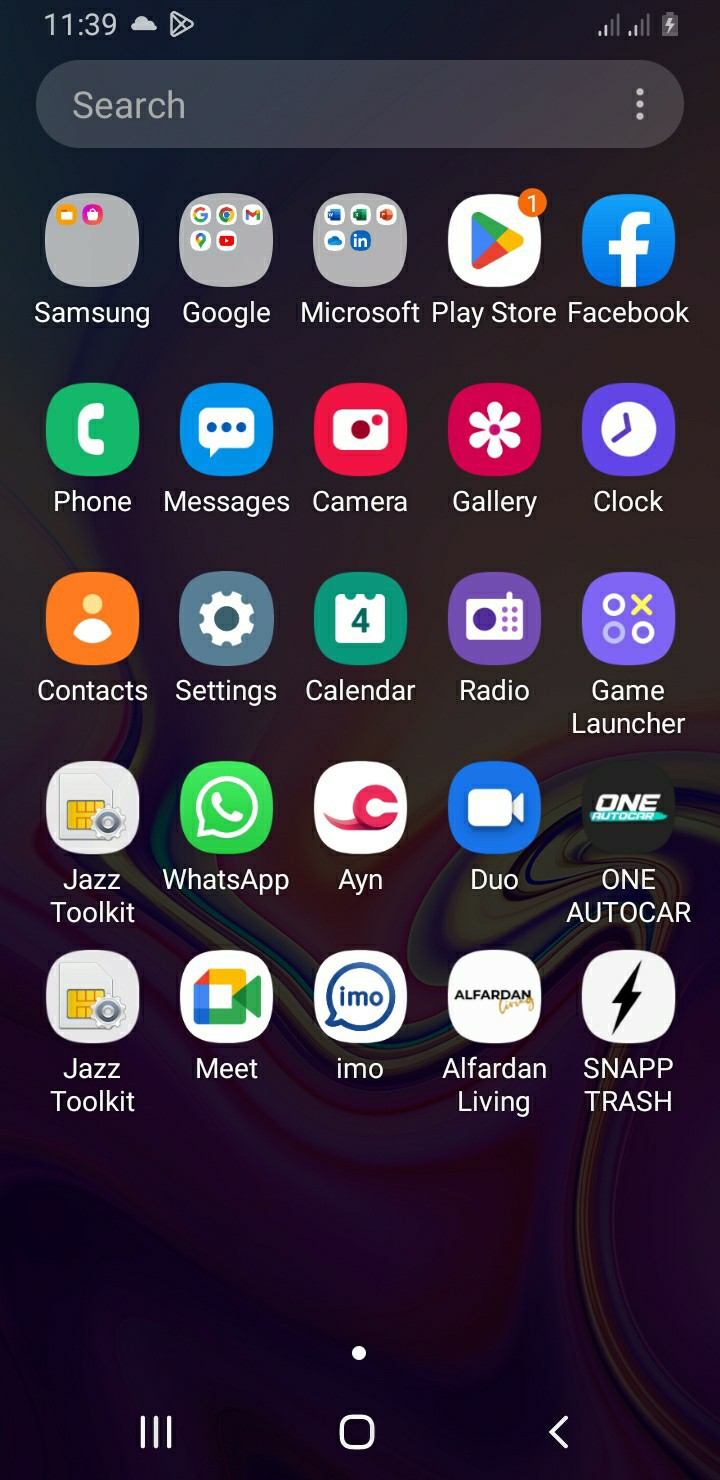 11:39
Search
1
Samsung Google Microsoft Play Store Facebook
Phone Messages Camera Gallery Clock
4
Contacts Settings Calendar Radio Game
Launcher
ONE
AUTOCAR
Jazz WhatsApp Ayn Duo ONE
Toolkit AUTOCAR
imo ALFARDAN
living
Jazz Meet imo Alfardan SNAPP
Toolkit Living TRASH